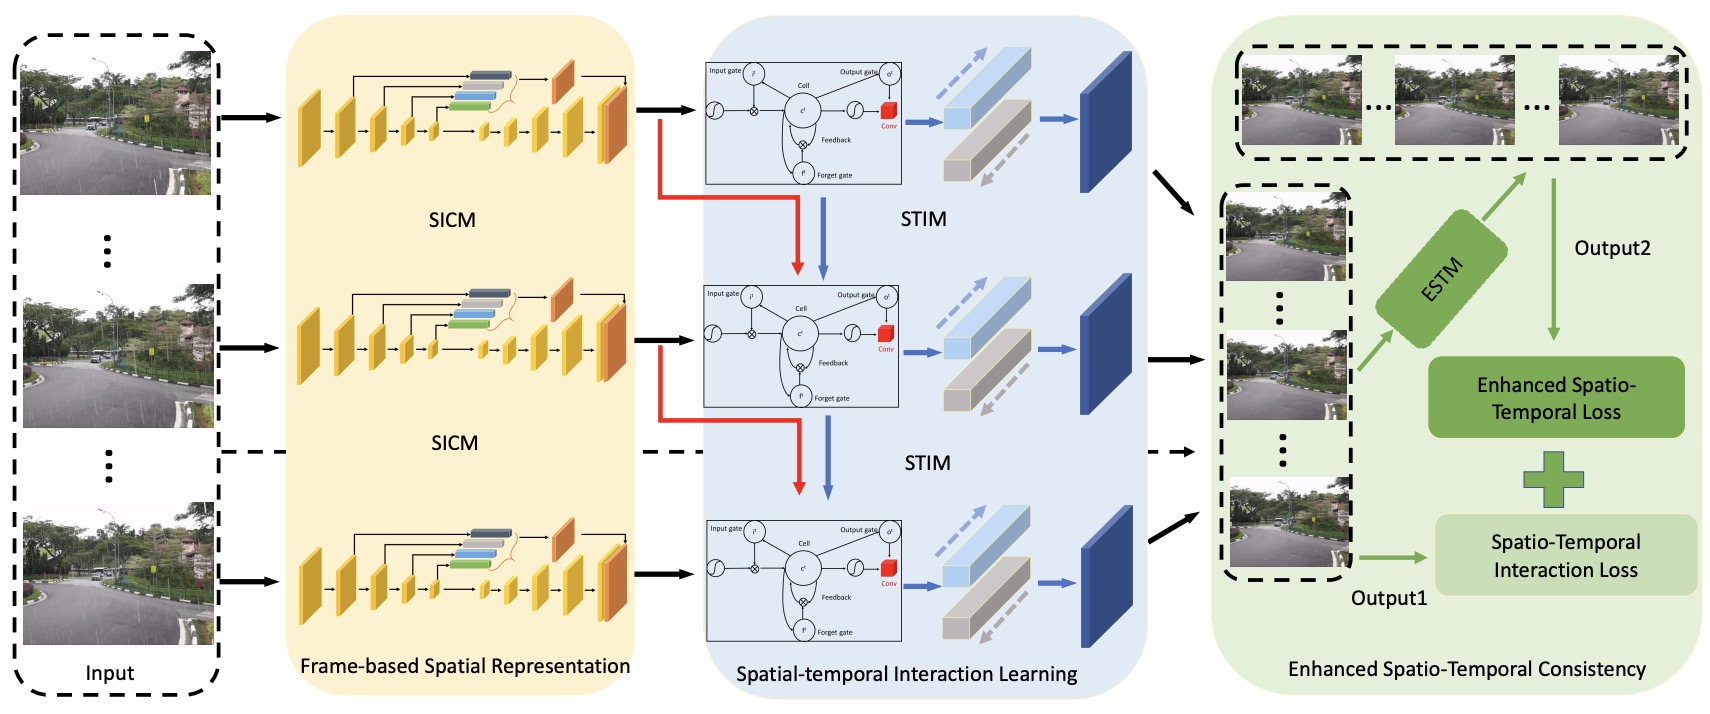 Input gate
Output gate
Cell
i^t
o^t
c^t
Conv
Feedback
f^t
Forget gate
SICM
STIM
Input gate
Output gate
Cell
i^t
o^t
c^t
Conv
Feedback
f^t
Forget gate
SICM
STIM
Input gate
Output gate
Cell
i^t
o^t
c^t
Conv
Feedback
f^t
Forget gate
Input
Frame-based Spatial Representation
Spatial-temporal Interaction Learning
ESTM
Output2
Enhanced Spatio-
Temporal Loss
Spatio-Temporal
Interaction Loss
Output1
Enhanced Spatio-Temporal Consistency